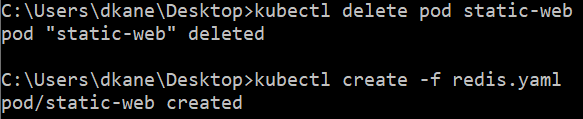 C:\Users\dkane\Desktop>kubectl delete pod static-web
pod "static-web" deleted
C:\Users\dkane\Desktop>kubectl create -f redis.yaml
pod/static-web created